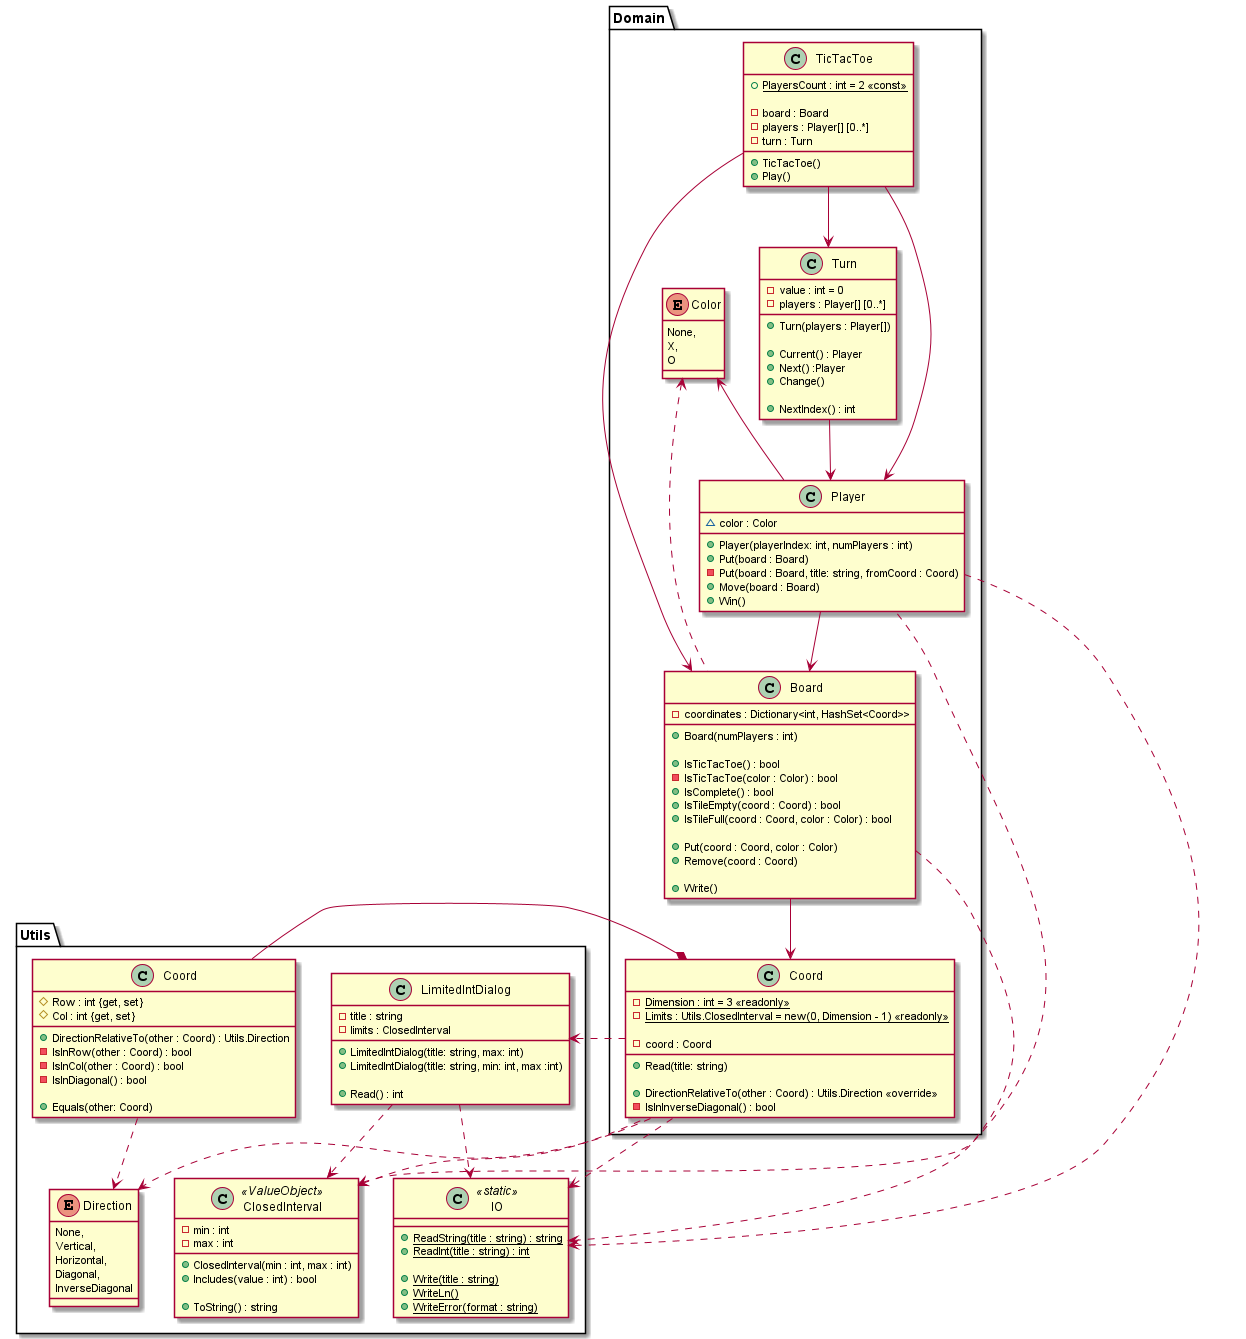 Domain
C TicTacToe
PlayersCount : int = 2 «const»
board : Board
players : Player[] [0..*]
turn : Turn
TicTacToe()
Play()
C Turn
value : int = 0
players : Player[] [0..*]
Turn(players : Player[])
Current() : Player
Next() :Player
Change()
NextIndex() : int
E Color
None,
X,
O
C Player
color : Color
Player(playerIndex: int, numPlayers : int)
Put(board : Board)
Put(board : Board, title: string, fromCoord : Coord)
Move(board : Board)
Win()
C Board
coordinates : Dictionary<int, HashSet<Coord>>
Board(numPlayers : int)
IsTicTacToe() : bool
IsTicTacToe(color : Color) : bool
IsComplete() : bool
IsTileEmpty(coord : Coord) : bool
IsTileFull(coord : Coord, color : Color) : bool
Put(coord : Coord, color : Color)
Remove(coord : Coord)
Write()
C Coord
Dimension : int = 3 «readonly»
Limits : Utils.ClosedInterval = new(0, Dimension - 1) «readonly»
coord : Coord
Read(title: string)
DirectionRelativeTo(other : Coord) : Utils.Direction «override»
IsInInverseDiagonal() : bool
Utils
C Coord
Row : int {get, set}
Col : int {get, set}
DirectionRelativeTo(other : Coord) : Utils.Direction
IsInRow(other : Coord) : bool
IsInCol(other : Coord) : bool
IsInDiagonal() : bool
Equals(other: Coord)
C LimitedIntDialog
title : string
limits : ClosedInterval
LimitedIntDialog(title: string, max: int)
LimitedIntDialog(title: string, min: int, max :int)
Read() : int
E Direction
None,
Vertical,
Horizontal,
Diagonal,
InverseDiagonal
C «ValueObject»
ClosedInterval
min : int
max : int
ClosedInterval(min : int, max : int)
Includes(value : int) : bool
ToString() : string
C «static»
IO
ReadString(title : string) : string
ReadInt(title : string) : int
Write(title : string)
WriteLn()
WriteError(format : string)